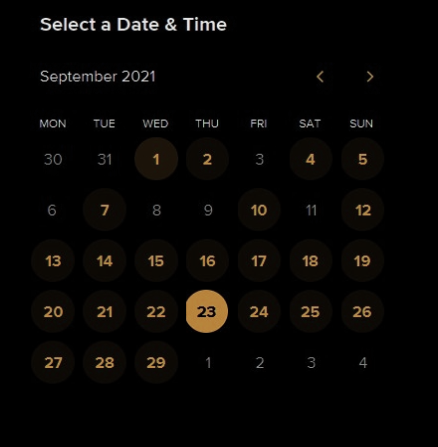 Select a Date & Time
September 2021
MON TUE WED THU FRI SAT SUN
30 31 1 2 3 4 5
6 7 8 9 10 11 12
13 14 15 16 17 18 19
20 21 22 23 24 25 26
27 28 29 1 2 3 4